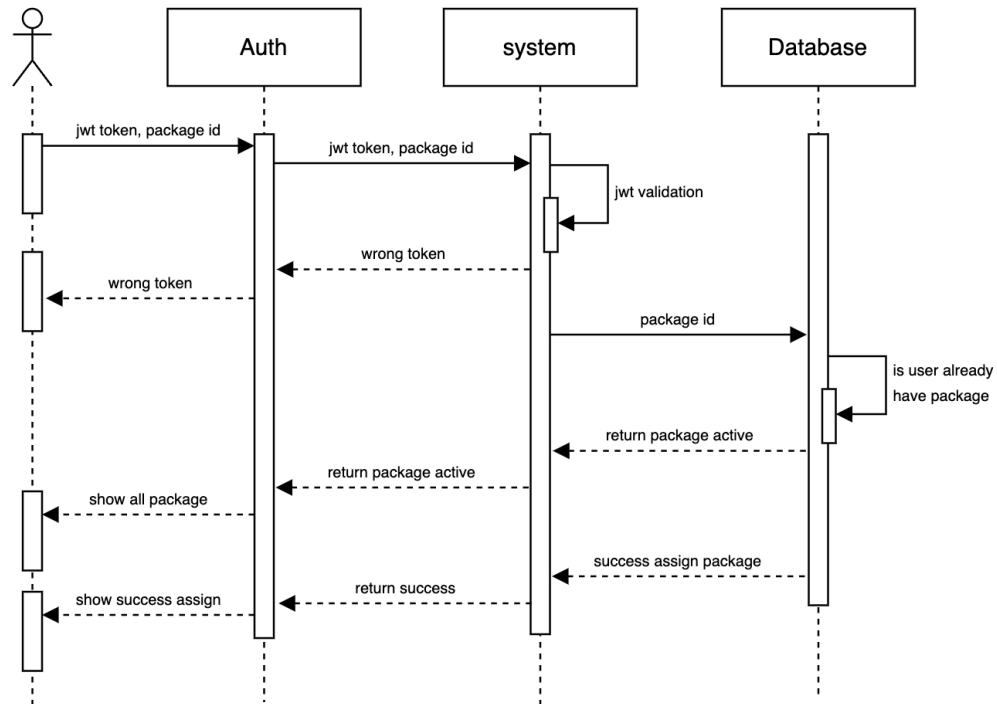 Auth
system
Database
jwt token, package id
jwt token, package id
jwt validation
wrong token
wrong token
package id
is user already
have package
return package active
return package active
show all package
success assign package
return success
show success assign